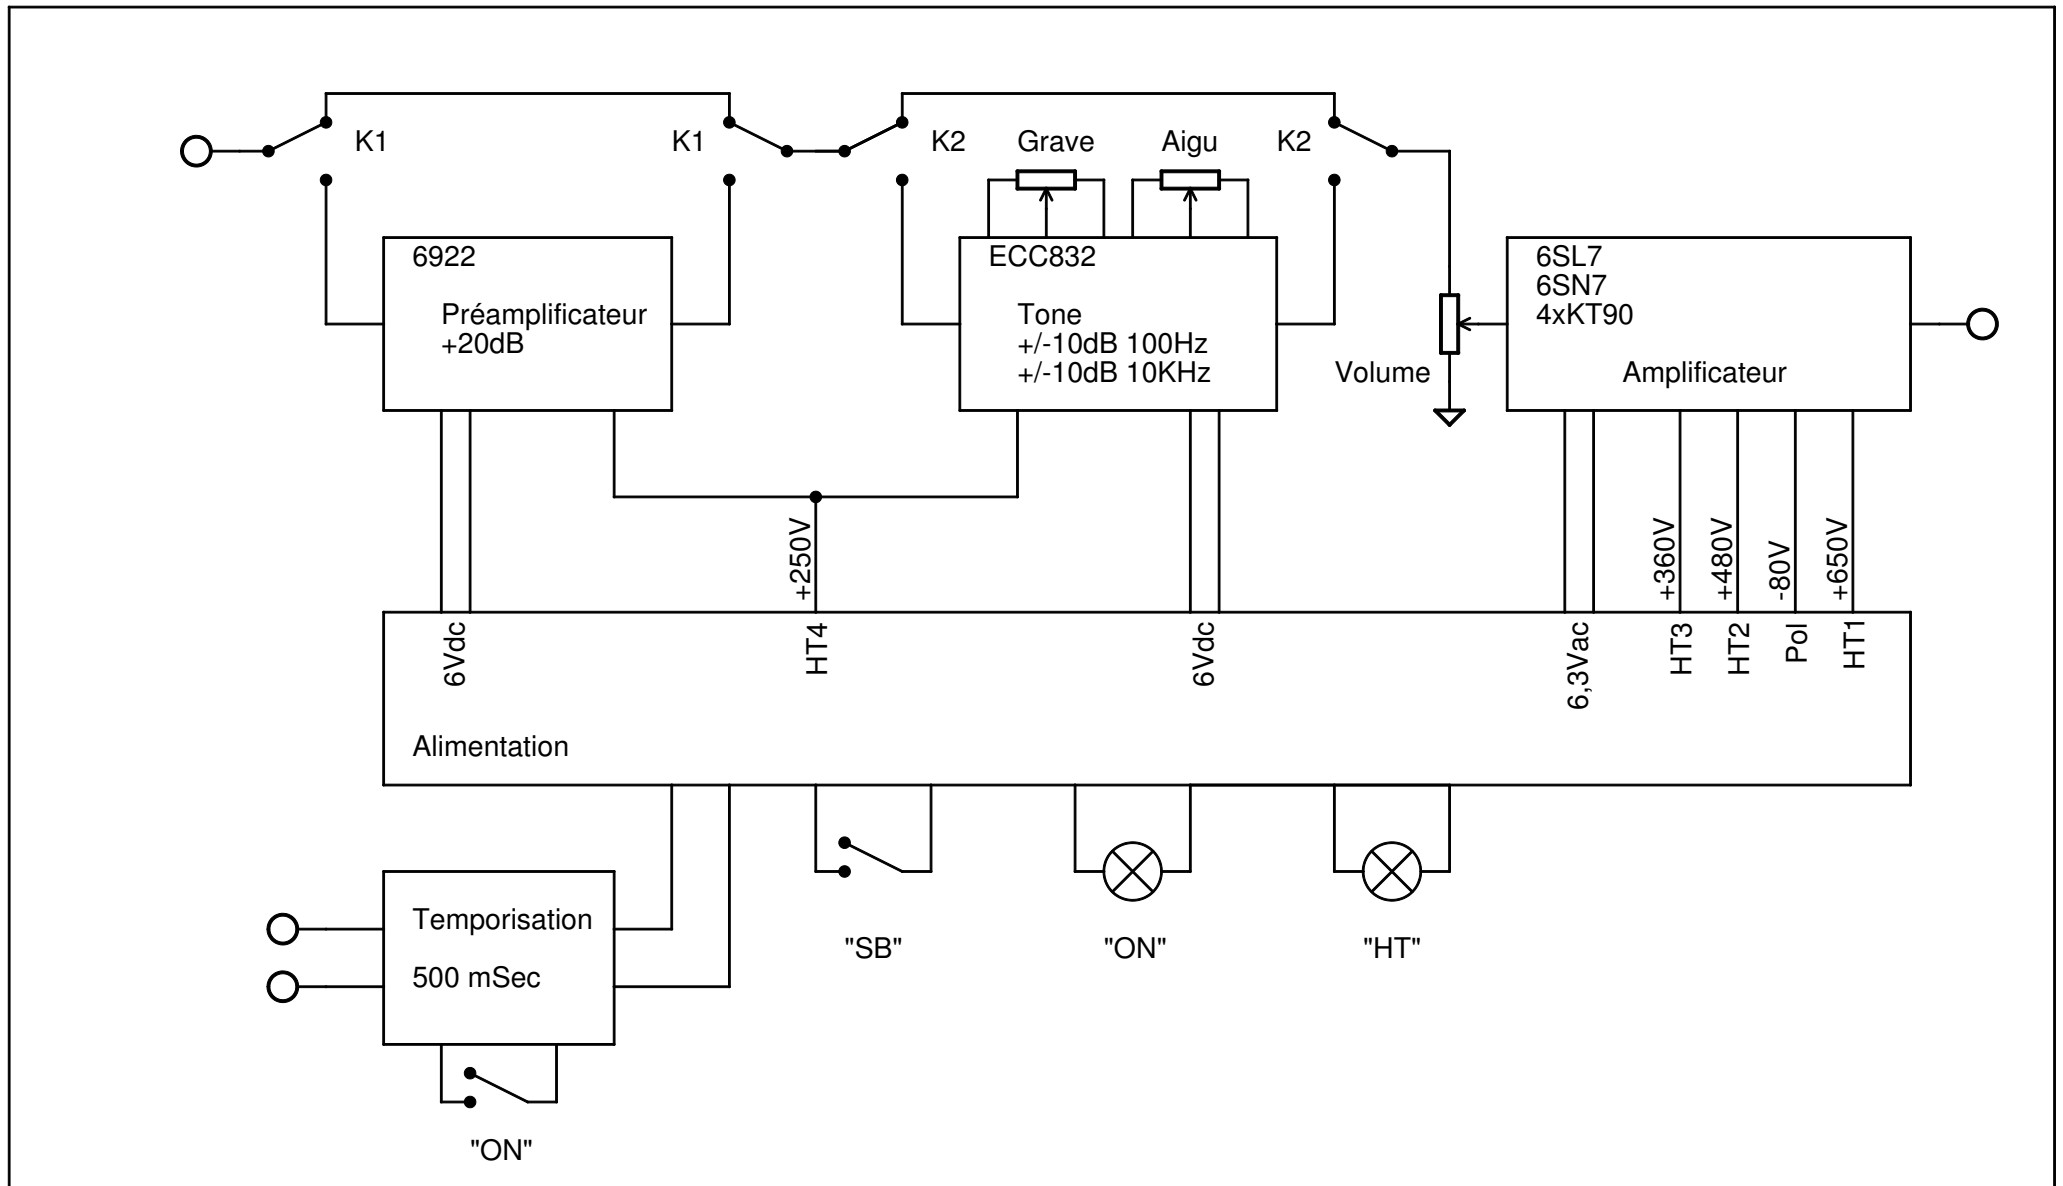 K1
K1
K2
Grave
Aigu
K2
6922
Préamplificateur
+20dB
ECC832
Tone
+/-10dB 100Hz
+/-10dB 10KHz
Volume
6SL7
6SN7
4xKT90
Amplificateur
+250V
+360V
+480V
-80V
+650V
6Vdc
HT4
6Vdc
6,3Vac
HT3
HT2
Pol
HT1
Alimentation
Temporisation
500 mSec
"SB"
"ON"
"HT"
"ON"